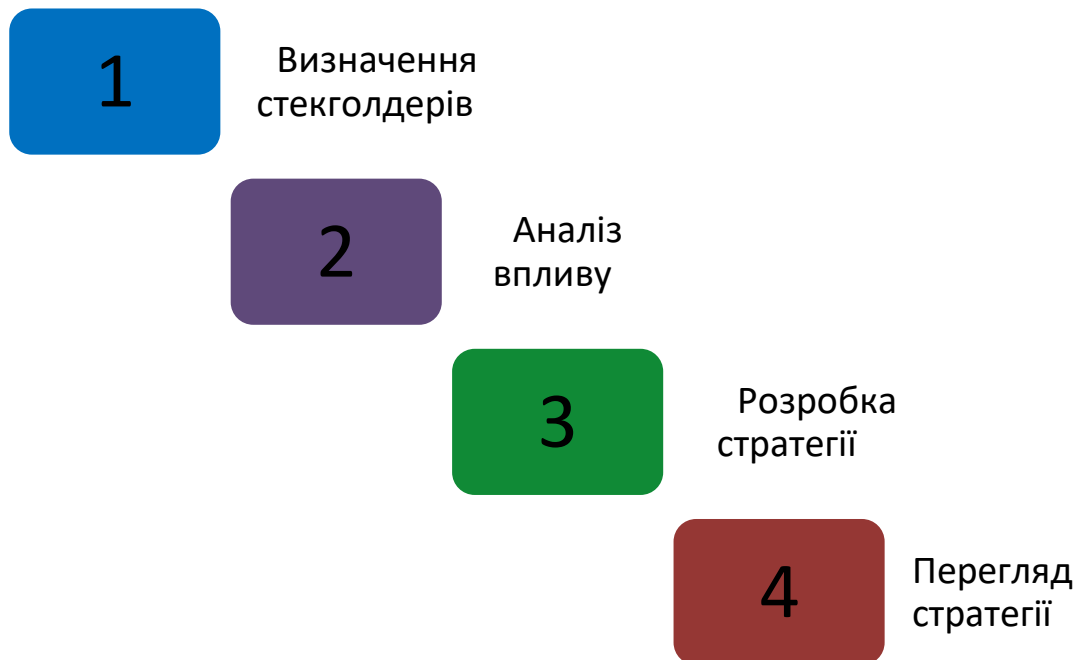 1
Визначення
стекголдерів
2
Аналіз
впливу
3
Розробка
стратегії
4
Перегляд
стратегії